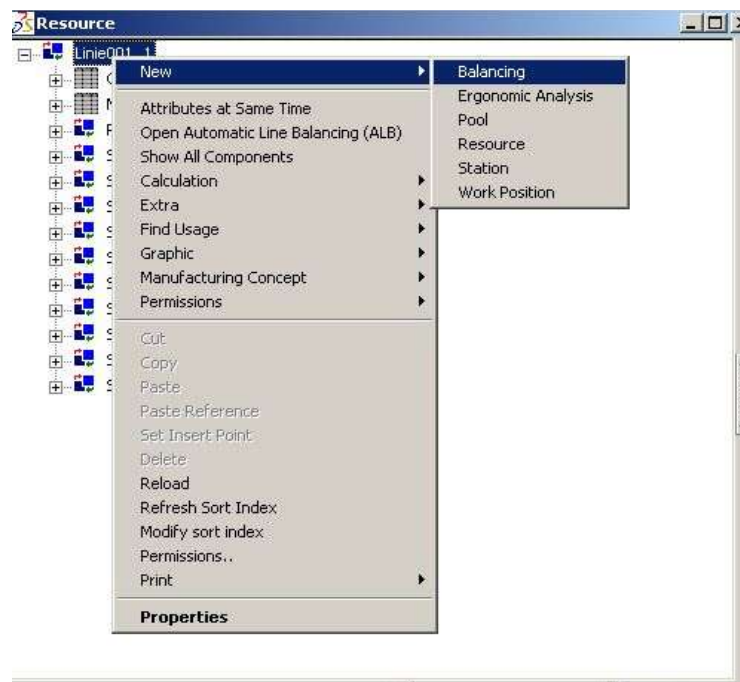 Resource
Linie001_1
New
Balancing
Ergonomic Analysis
Pool
Resource
Station
Work Position
Attributes at Same Time
Open Automatic Line Balancing (ALB)
Show All Components
Calculation
Extra
Find Usage
Graphic
Manufacturing Concept
Permissions
Cut
Copy
Paste
Paste Reference
Set Insert Point
Delete
Reload
Refresh Sort Index
Modify sort index
Permissions..
Print
Properties